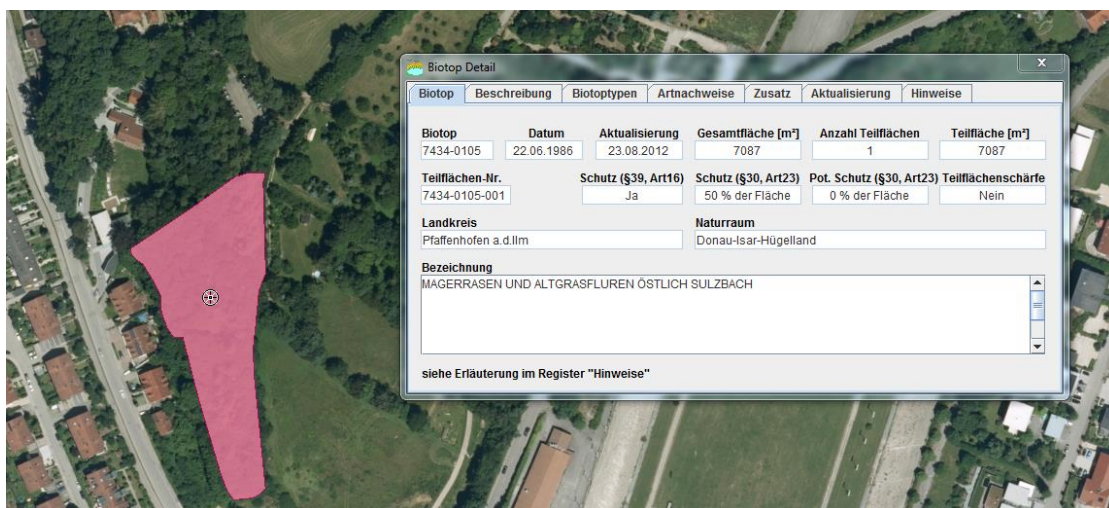 Biotop Detail
x
Biotop Beschreibung Biotoptypen Artnachweise Zusatz Aktualisierung Hinweise
Biotop Datum Aktualisierung Gesamtfläche [m²] Anzahl Teilflächen Teilfläche [m²]
7434-0105 22.06.1986 23.08.2012 7087 1 7087
Teilflächen-Nr. Schutz (§39, Art16) Schutz (§30, Art23) Pot. Schutz (§30, Art23) Teilflächenschärfe
7434-0105-001 Ja 50 % der Fläche 0 % der Fläche Nein
Landkreis Naturraum
Pfaffenhofen a.d.Ilm Donau-Isar-Hügelland
Bezeichnung
MAGERRASEN UND ALTGRASFLUREN ÖSTLICH SULZBACH
siehe Erläuterung im Register "Hinweise"